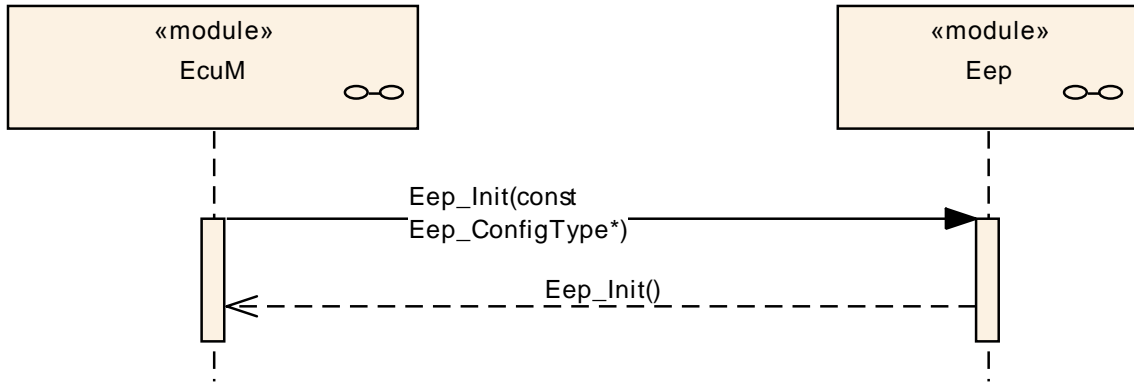 «module»
EcuM
«module»
Eep
Eep_Init(const
Eep_ConfigType*)
Eep_Init()